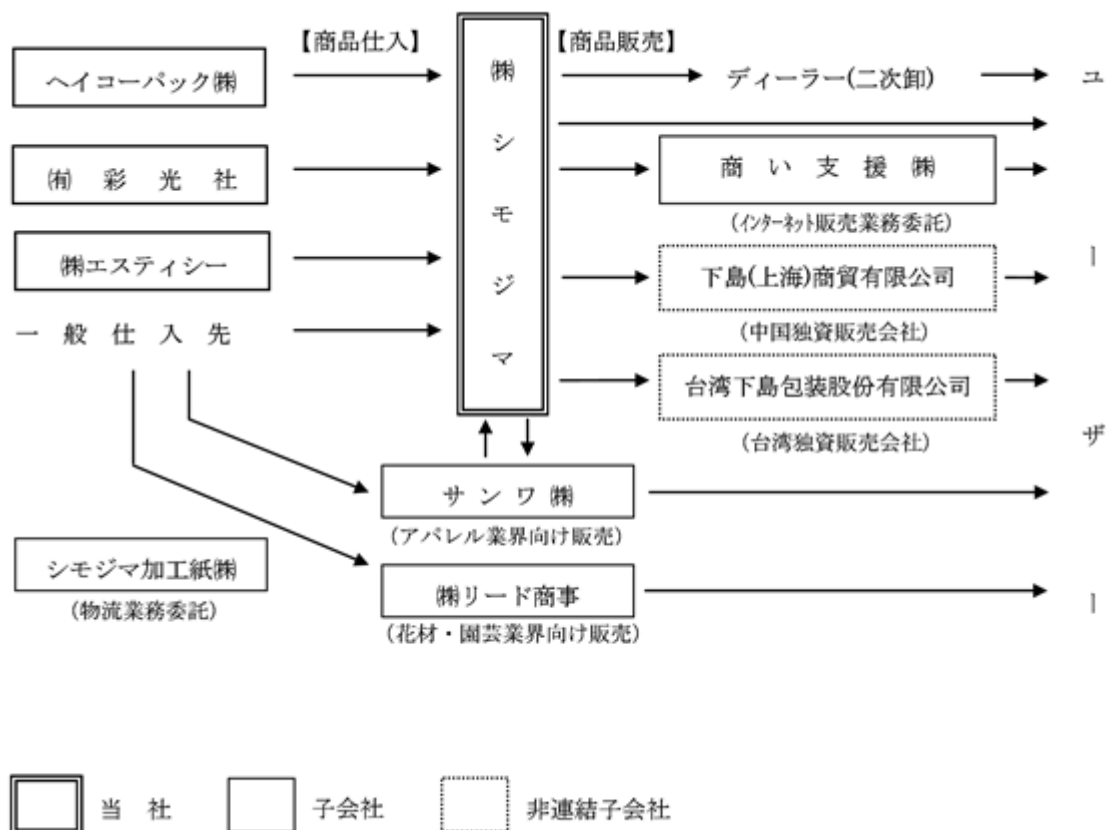 【商品仕入】
【商品販売】
ヘイコーパック㈱
㈱シモジマ
ディーラー(二次卸)
ユーザー
㈲ 彩 光 社
商 い 支 援 ㈱
(インターネット販売業務委託)
㈱エスティシー
下島(上海)商貿有限公司
(中国独資販売会社)
一 般 仕 入 先
台湾下島包装股份有限公司
(台湾独資販売会社)
サ ン ワ ㈱
(アパレル業界向け販売)
シモジマ加工紙㈱
(物流業務委託)
㈱リード商事
(花材・園芸業界向け販売)
当 社
子会社
非連結子会社